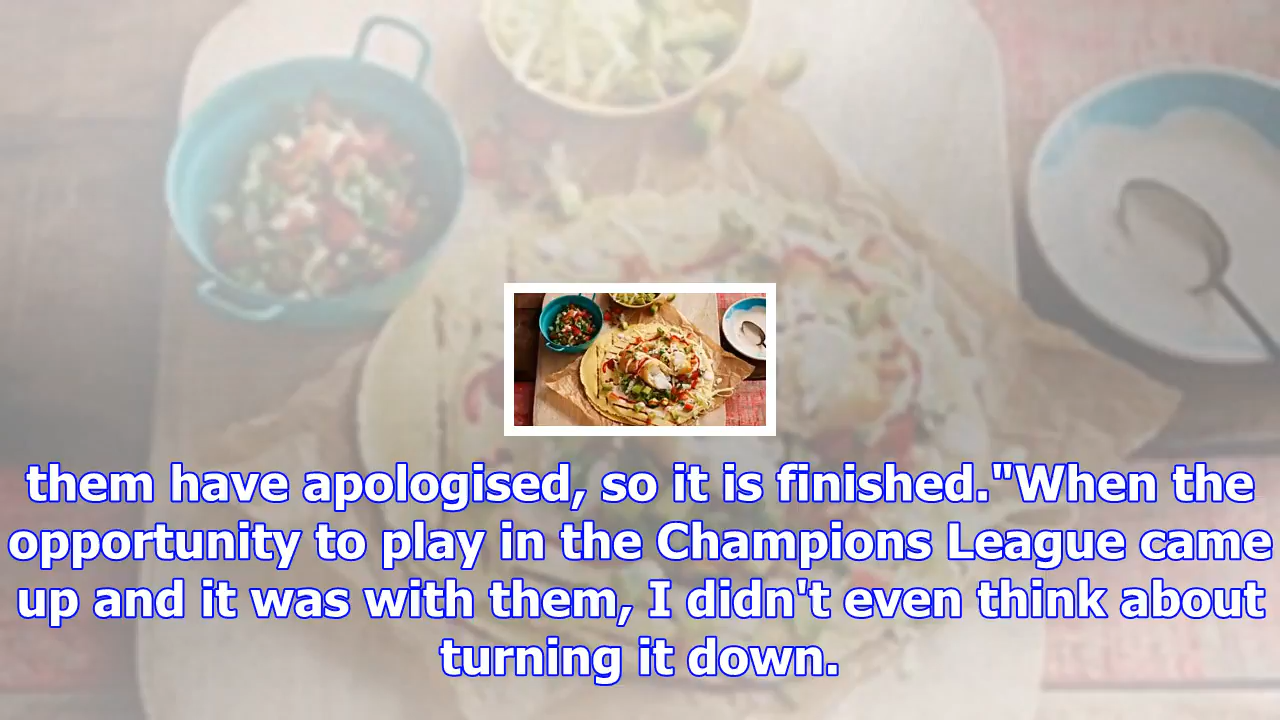 them have apologised, so it is finished."When the
opportunity to play in the Champions League came
up and it was with them, I didn't even think about
turning it down.